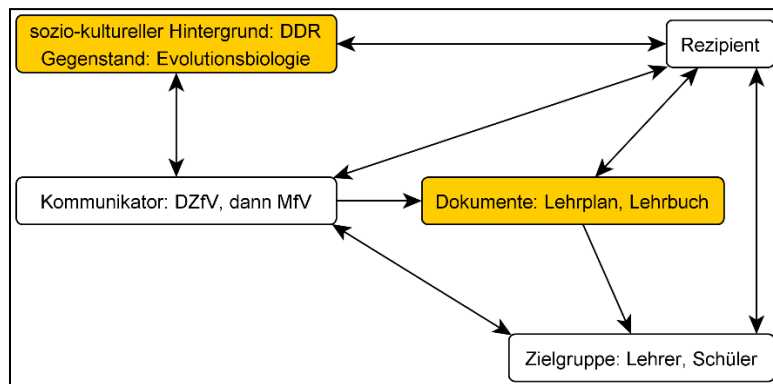 sozio-kultureller Hintergrund: DDR
Gegenstand: Evolutionsbiologie
Rezipient
Kommunikator: DZfV, dann MfV
Dokumente: Lehrplan, Lehrbuch
Zielgruppe: Lehrer, Schüler